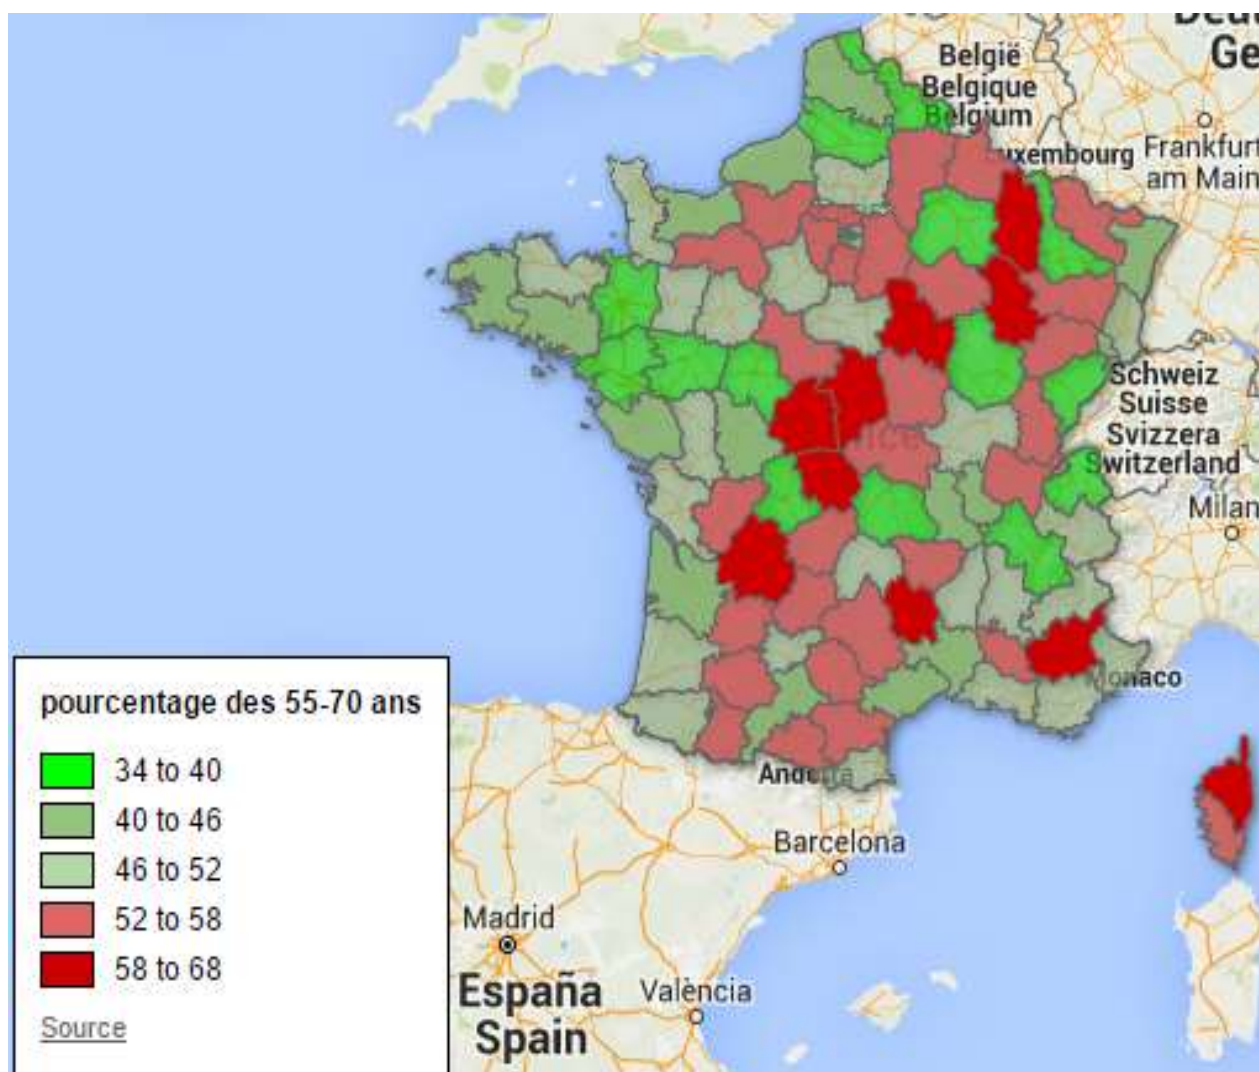 België
Belgique
Belgium
Frankfurt
am Main
Schweiz
Suisse
Svizzera
Switzerland
Milan
Monaco
pourcentage des 55-70 ans
34 to 40
40 to 46
46 to 52
52 to 58
58 to 68
Source
Barcelona
Madrid
España
Spain
València